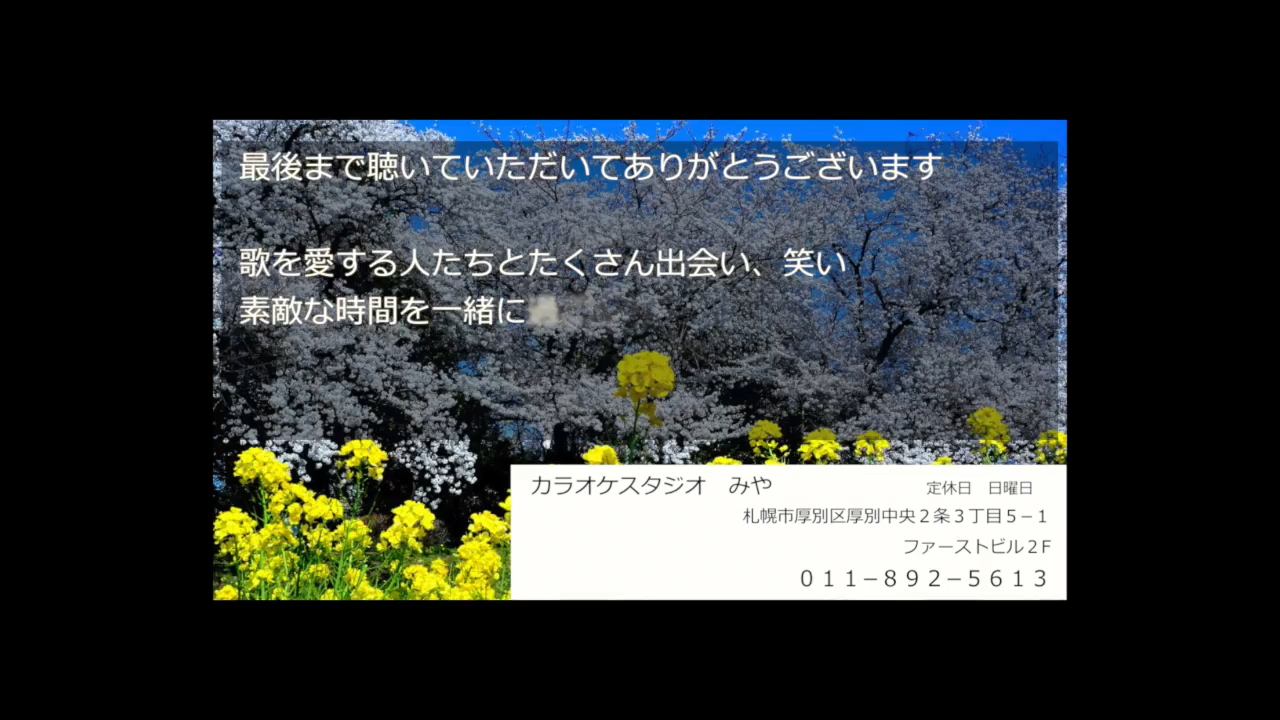 最後まで聴いていただいてありがとうございます
歌を愛する人たちとたくさん出会い、笑い
素敵な時間を一緒に
カラオケスタジオ　みや　定休日　日曜日
札幌市厚別区厚別中央２条３丁目５－１
ファーストビル２F
０１１－８９２－５６１３